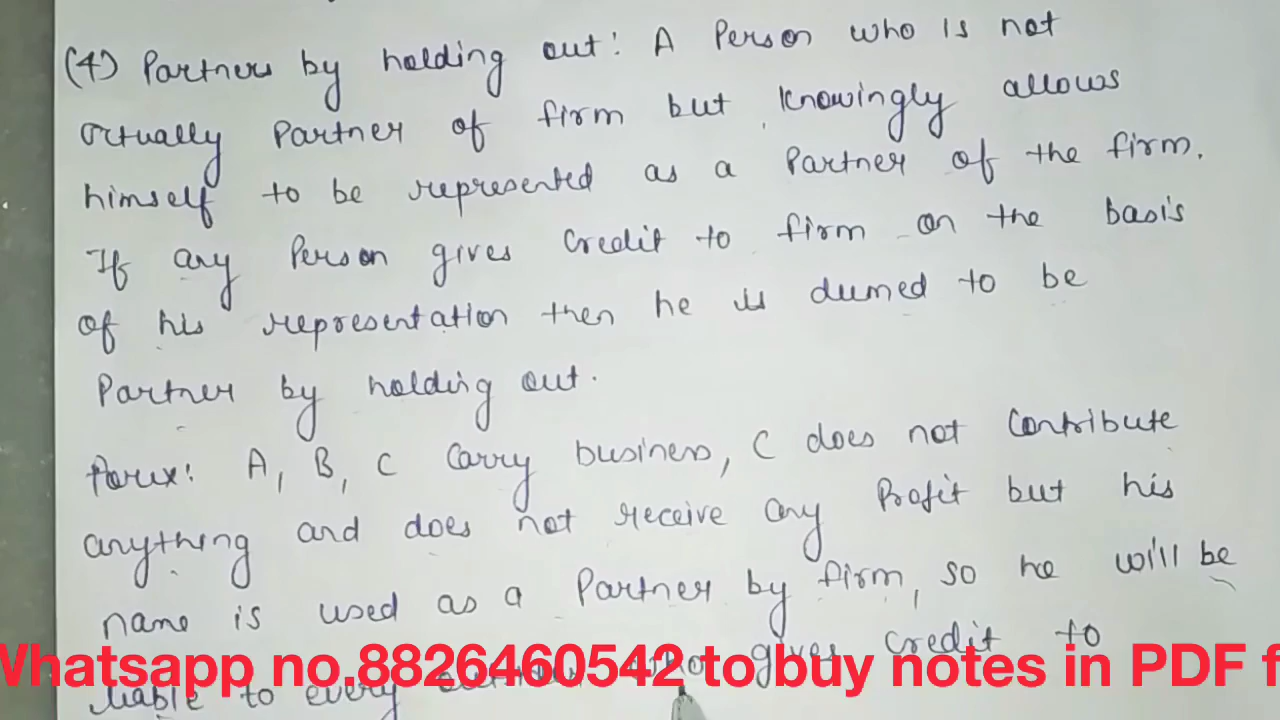 (4) Partners by holding out: A Person who is not
actually Partner of firm but knowingly allows
himself to be represented as a Partner of the firm.
If any Person gives credit to firm on the basis
of his representation then he is deemed to be
Partner by holding out.
Forex: A, B, C Carry business, C does not contribute
anything and does not receive any Profit but his
name is used as a Partner by firm, so he will be
liable to every who gives credit to
Whatsapp no.8826460542 to buy notes in PDF f